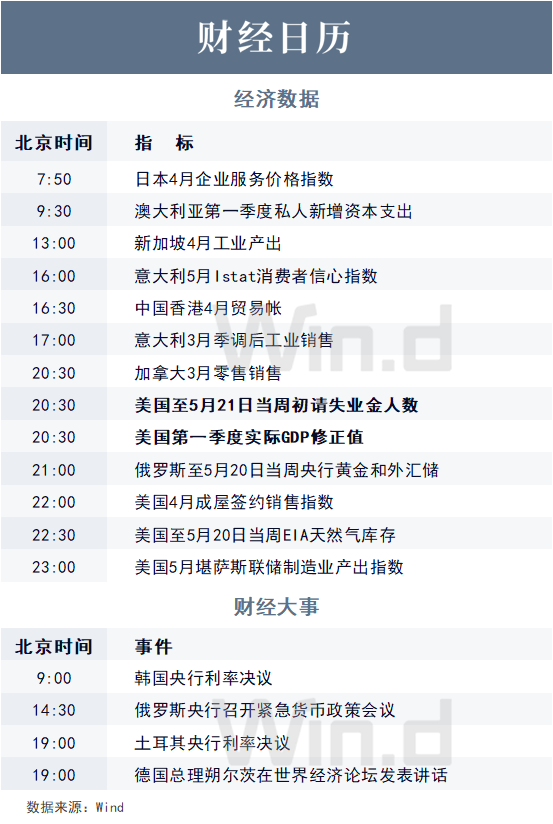 财经日历
经济数据
北京时间 指 标
7:50 日本4月企业服务价格指数
9:30 澳大利亚第一季度私人新增资本支出
13:00 新加坡4月工业产出
16:00 意大利5月Istat消费者信心指数
16:30 中国香港4月贸易帐
17:00 意大利3月季调后工业销售
20:30 加拿大3月零售销售
20:30 美国至5月21日当周初请失业金人数
20:30 美国第一季度实际GDP修正值
21:00 俄罗斯至5月20日当周央行黄金和外汇储
22:00 美国4月成屋签约销售指数
22:30 美国至5月20日当周EIA天然气库存
23:00 美国5月堪萨斯联储制造业产出指数
Win.d
财经大事
北京时间 事件
9:00 韩国央行利率决议
14:30 俄罗斯央行召开紧急货币政策会议
19:00 土耳其央行利率决议
19:00 德国总理朔尔茨在世界经济论坛发表讲话
Win.d
数据来源：Wind